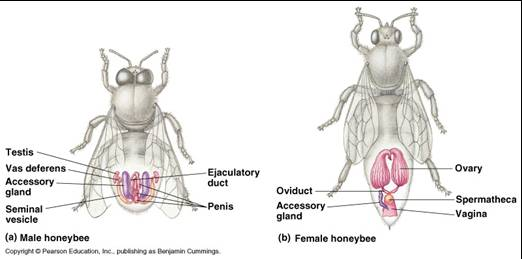 Testis
Vas deferens
Accessory
gland
Seminal
vesicle
Ejaculatory
duct
Penis
(a) Male honeybee
Oviduct
Accessory
gland
Ovary
Spermatheca
Vagina
(b) Female honeybee
Copyright © Pearson Education, Inc., publishing as Benjamin Cummings.